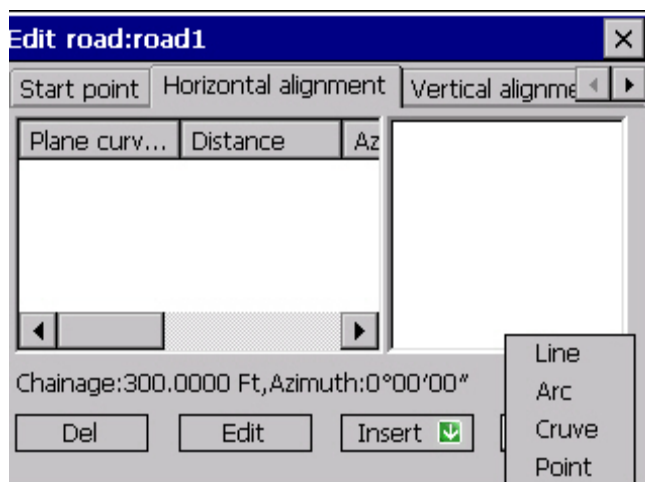 Edit road:road1
Start point Horizontal alignment Vertical alignme
Plane curv... Distance Az
Chainage:300.0000 Ft,Azimuth:0°00'00"
Del Edit Insert
Line
Arc
Cruve
Point